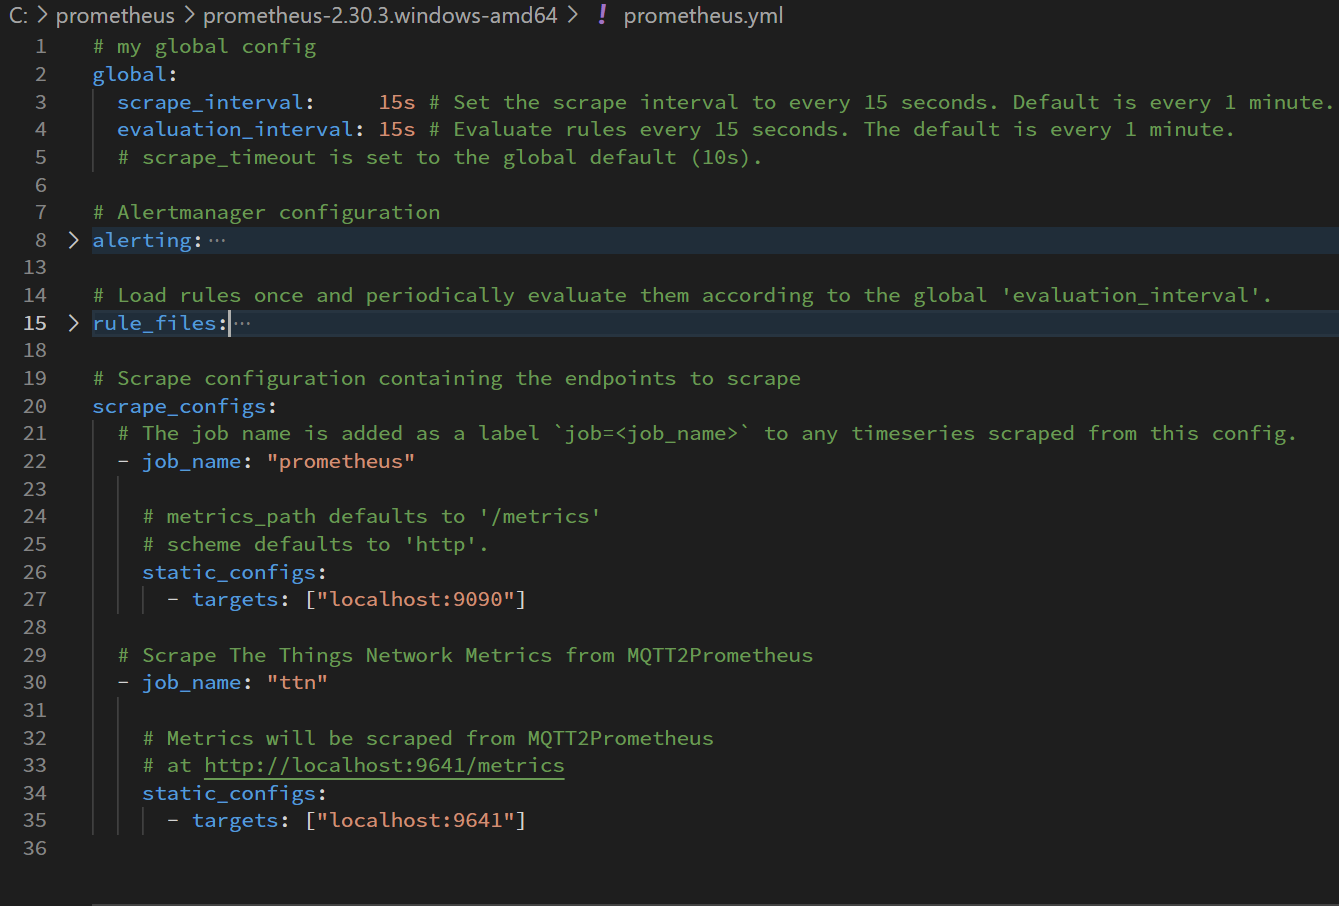 C: > prometheus > prometheus-2.30.3.windows-amd64 > ! prometheus.yml
1 # my global config
2 global:
3   scrape_interval:     15s # Set the scrape interval to every 15 seconds. Default is every 1 minute.
4   evaluation_interval: 15s # Evaluate rules every 15 seconds. The default is every 1 minute.
5   # scrape_timeout is set to the global default (10s).
6
7 # Alertmanager configuration
8 > alerting:···
13
14 # Load rules once and periodically evaluate them according to the global 'evaluation_interval'.
15 > rule_files:···
18
19 # Scrape configuration containing the endpoints to scrape
20 scrape_configs:
21   # The job name is added as a label `job=<job_name>` to any timeseries scraped from this config.
22   - job_name: "prometheus"
23
24     # metrics_path defaults to '/metrics'
25     # scheme defaults to 'http'.
26     static_configs:
27       - targets: ["localhost:9090"]
28
29   # Scrape The Things Network Metrics from MQTT2Prometheus
30   - job_name: "ttn"
31
32     # Metrics will be scraped from MQTT2Prometheus
33     # at http://localhost:9641/metrics
34     static_configs:
35       - targets: ["localhost:9641"]
36